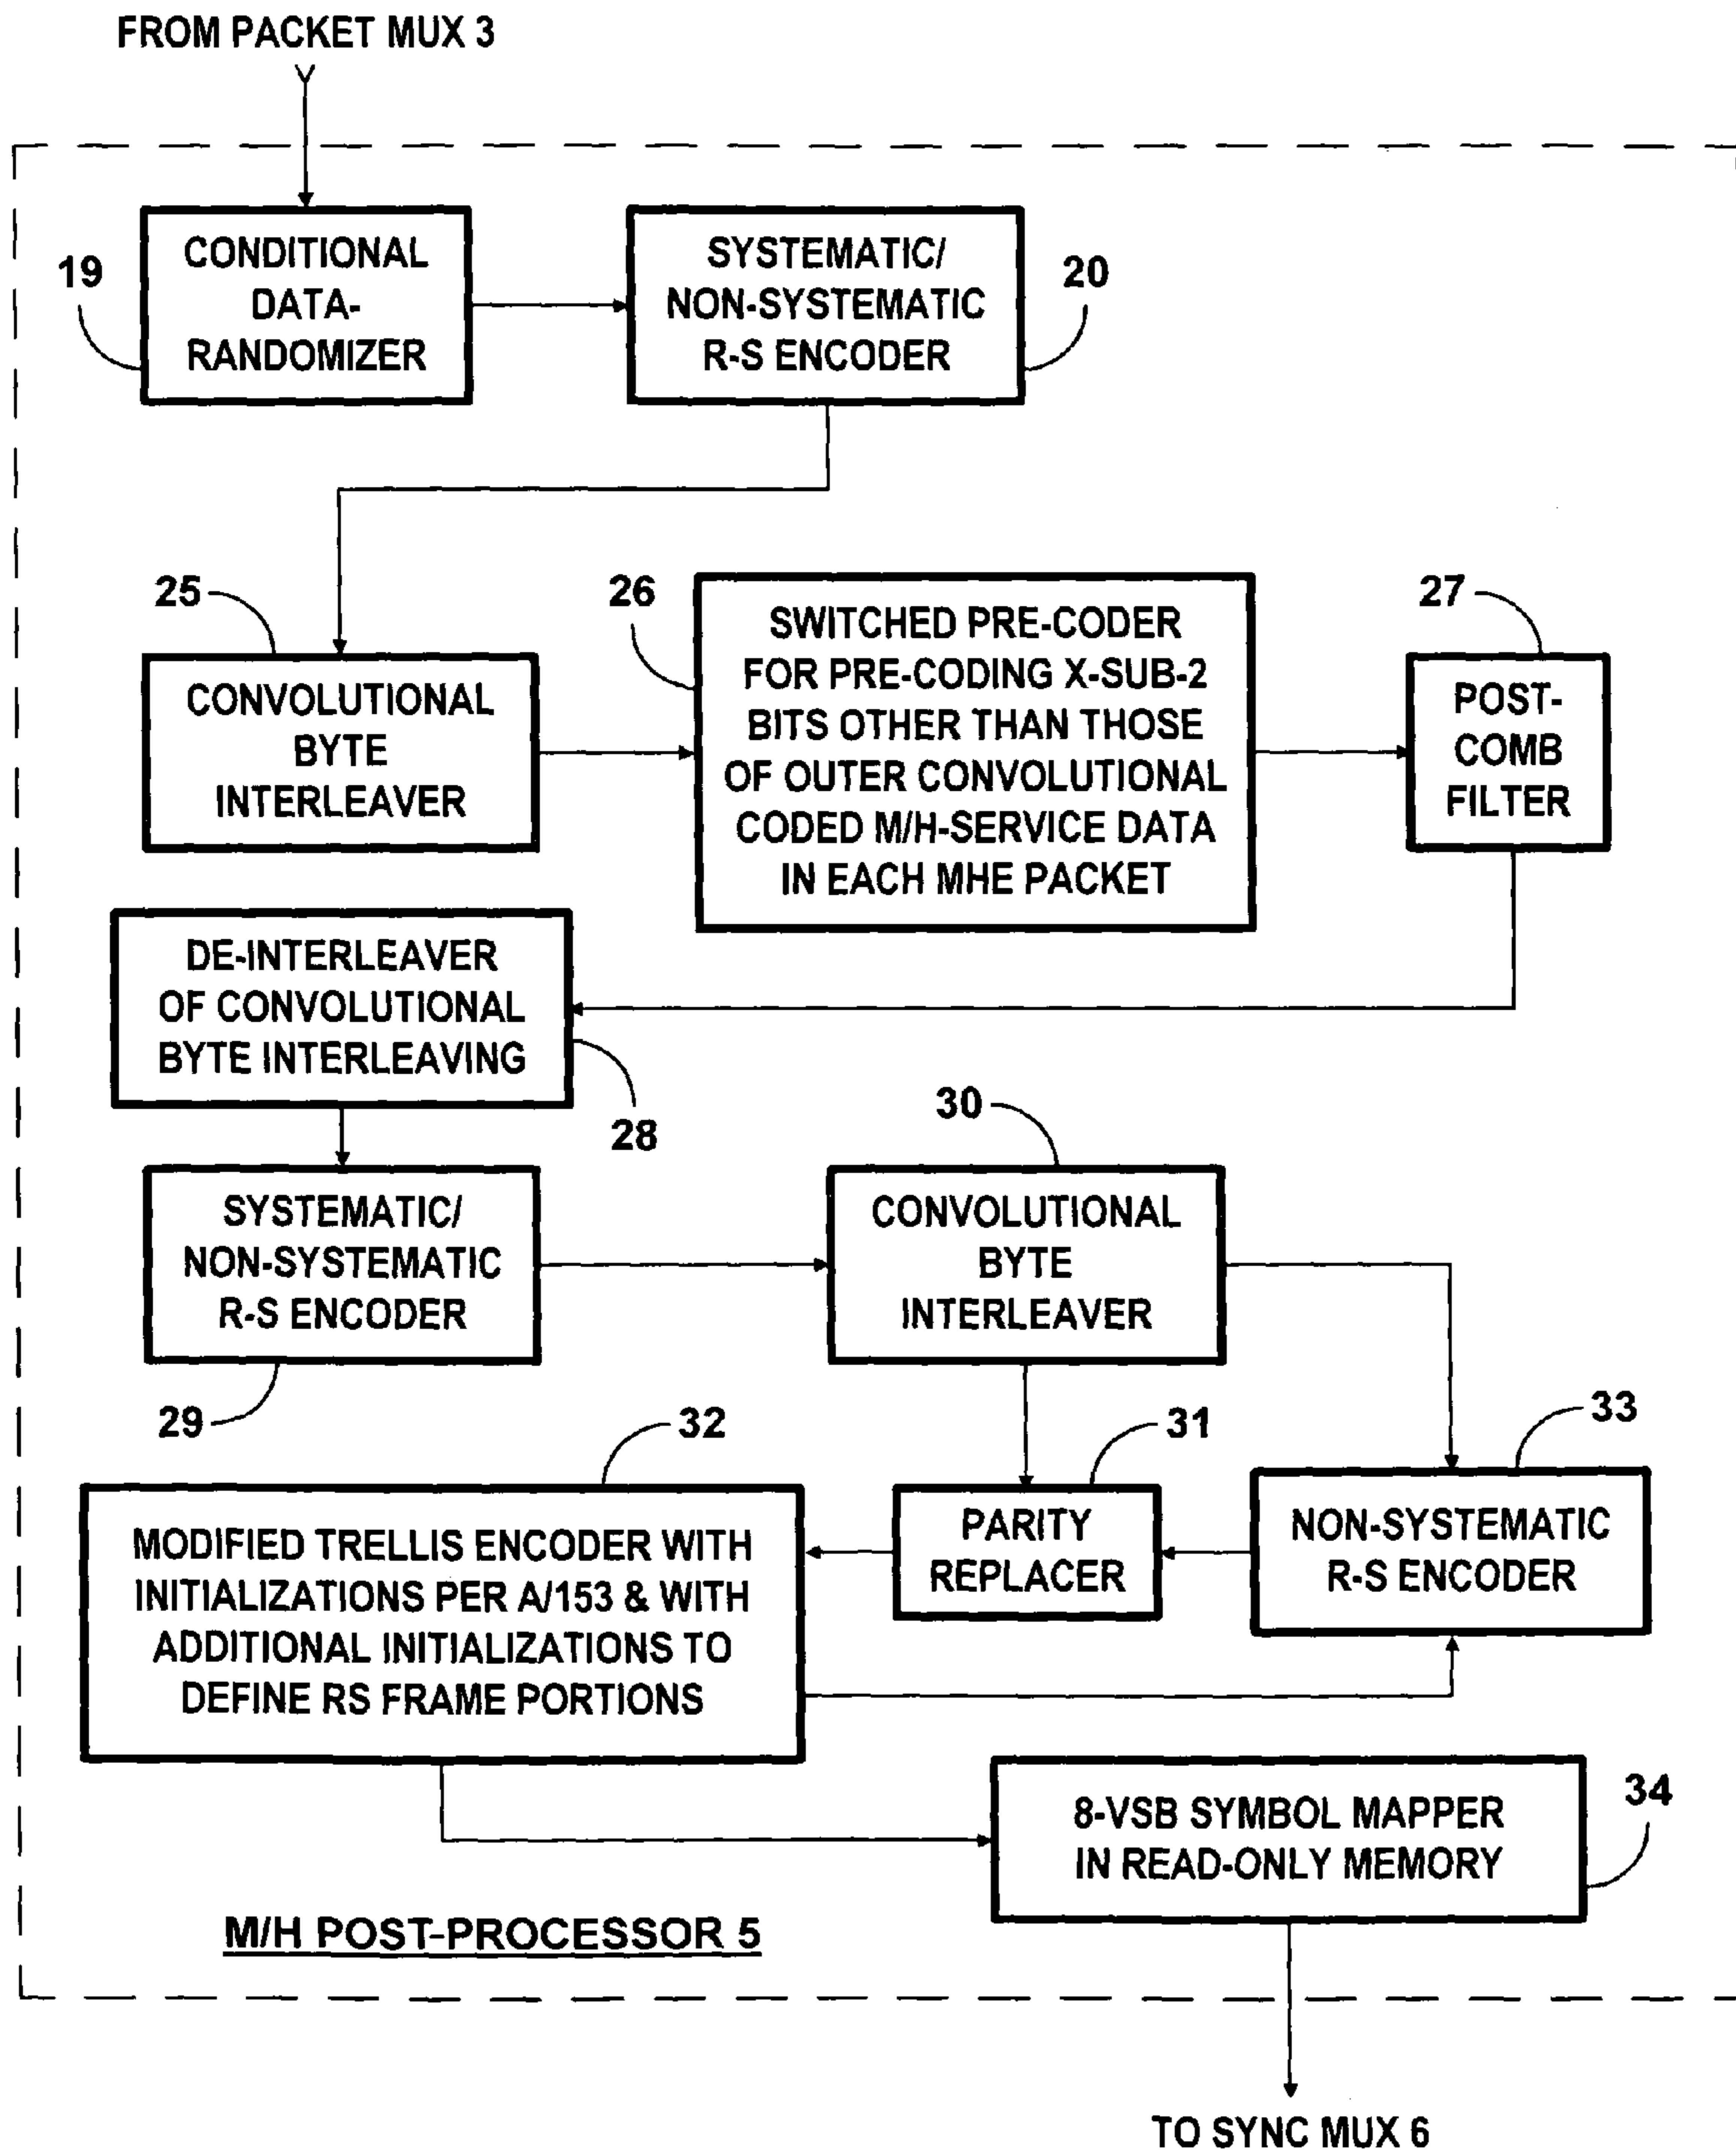 FROM PACKET MUX 3
19
CONDITIONAL
DATA-
RANDOMIZER
SYSTEMATIC/
NON-SYSTEMATIC
R-S ENCODER
20
25
CONVOLUTIONAL
BYTE
INTERLEAVER
26
SWITCHED PRE-CODER
FOR PRE-CODING X-SUB-2
BITS OTHER THAN THOSE
OF OUTER CONVOLUTIONAL
CODED M/H-SERVICE DATA
IN EACH MHE PACKET
27
POST-
COMB
FILTER
DE-INTERLEAVER
OF CONVOLUTIONAL
BYTE INTERLEAVING
28
SYSTEMATIC/
NON-SYSTEMATIC
R-S ENCODER
29
30
CONVOLUTIONAL
BYTE
INTERLEAVER
32
MODIFIED TRELLIS ENCODER WITH
INITIALIZATIONS PER A/153 & WITH
ADDITIONAL INITIALIZATIONS TO
DEFINE RS FRAME PORTIONS
31
PARITY
REPLACER
33
NON-SYSTEMATIC
R-S ENCODER
8-VSB SYMBOL MAPPER
IN READ-ONLY MEMORY
34
M/H POST-PROCESSOR 5
TO SYNC MUX 6